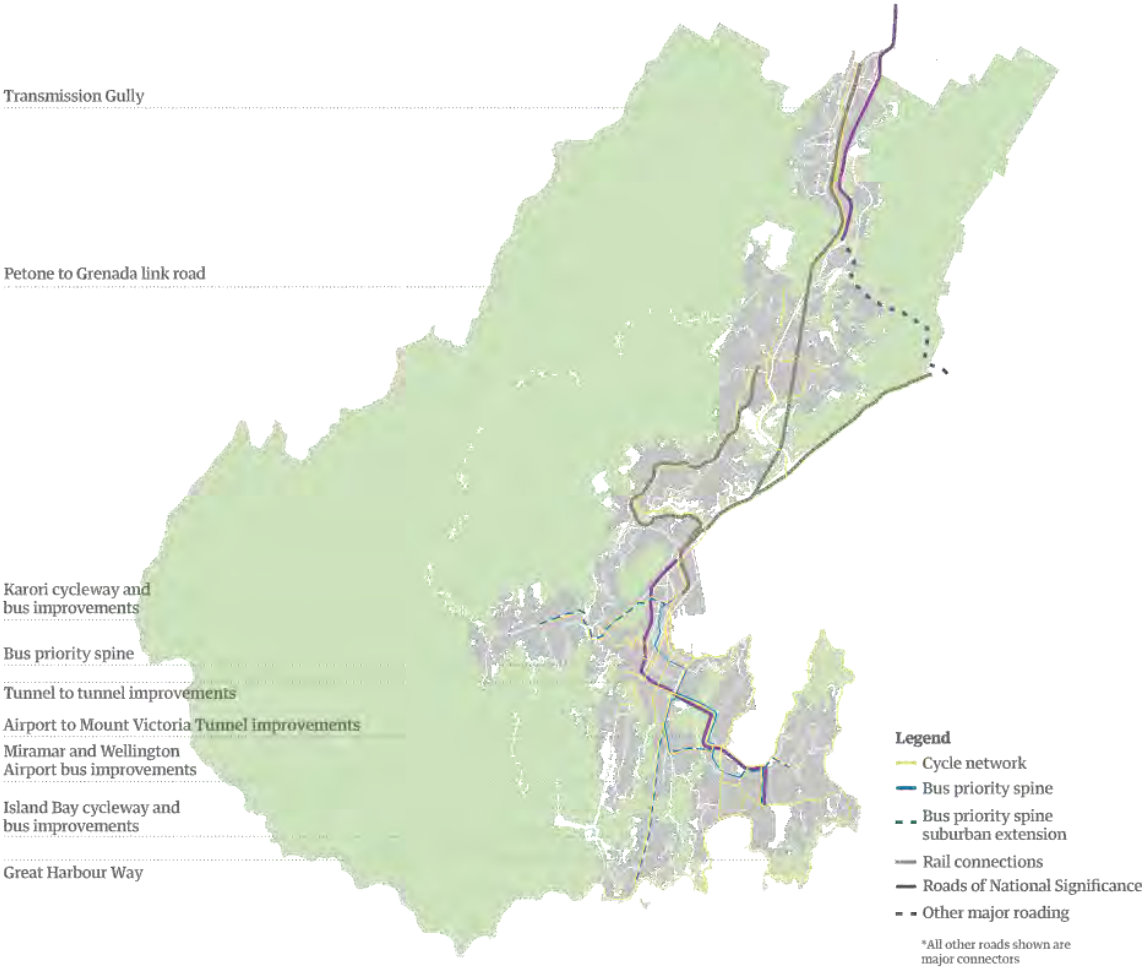 Transmission Gully
Petone to Grenada link road
Karori cycleway and
bus improvements
Bus priority spine
Tunnel to tunnel improvements
Airport to Mount Victoria Tunnel improvements
Miramar and Wellington
Airport bus improvements
Island Bay cycleway and
bus improvements
Great Harbour Way
Legend
Cycle network
Bus priority spine
Bus priority spine
suburban extension
Rail connections
Roads of National Significance
Other major roading
*All other roads shown are
major connectors